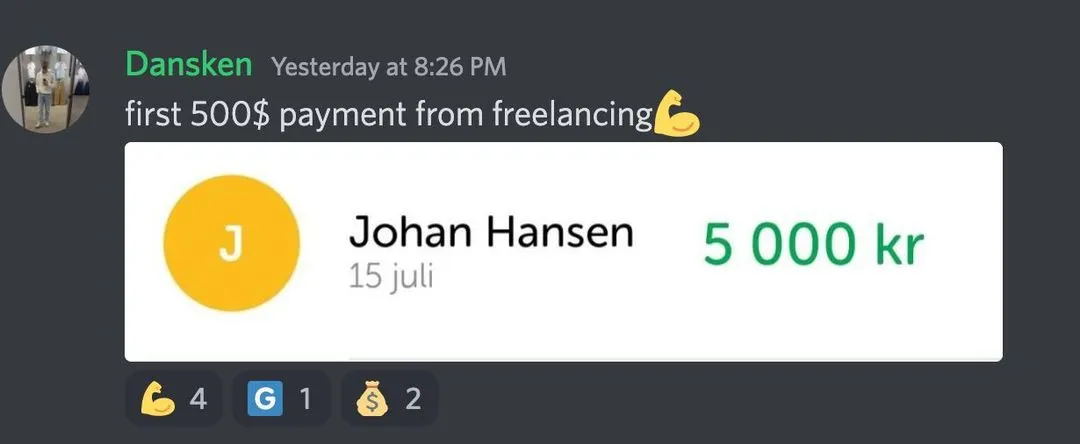 Dansken Yesterday at 8:26 PM
first 500$ payment from freelancing💪
J
Johan Hansen 5 000 kr
15 juli
💪 4 G 1 💰 2